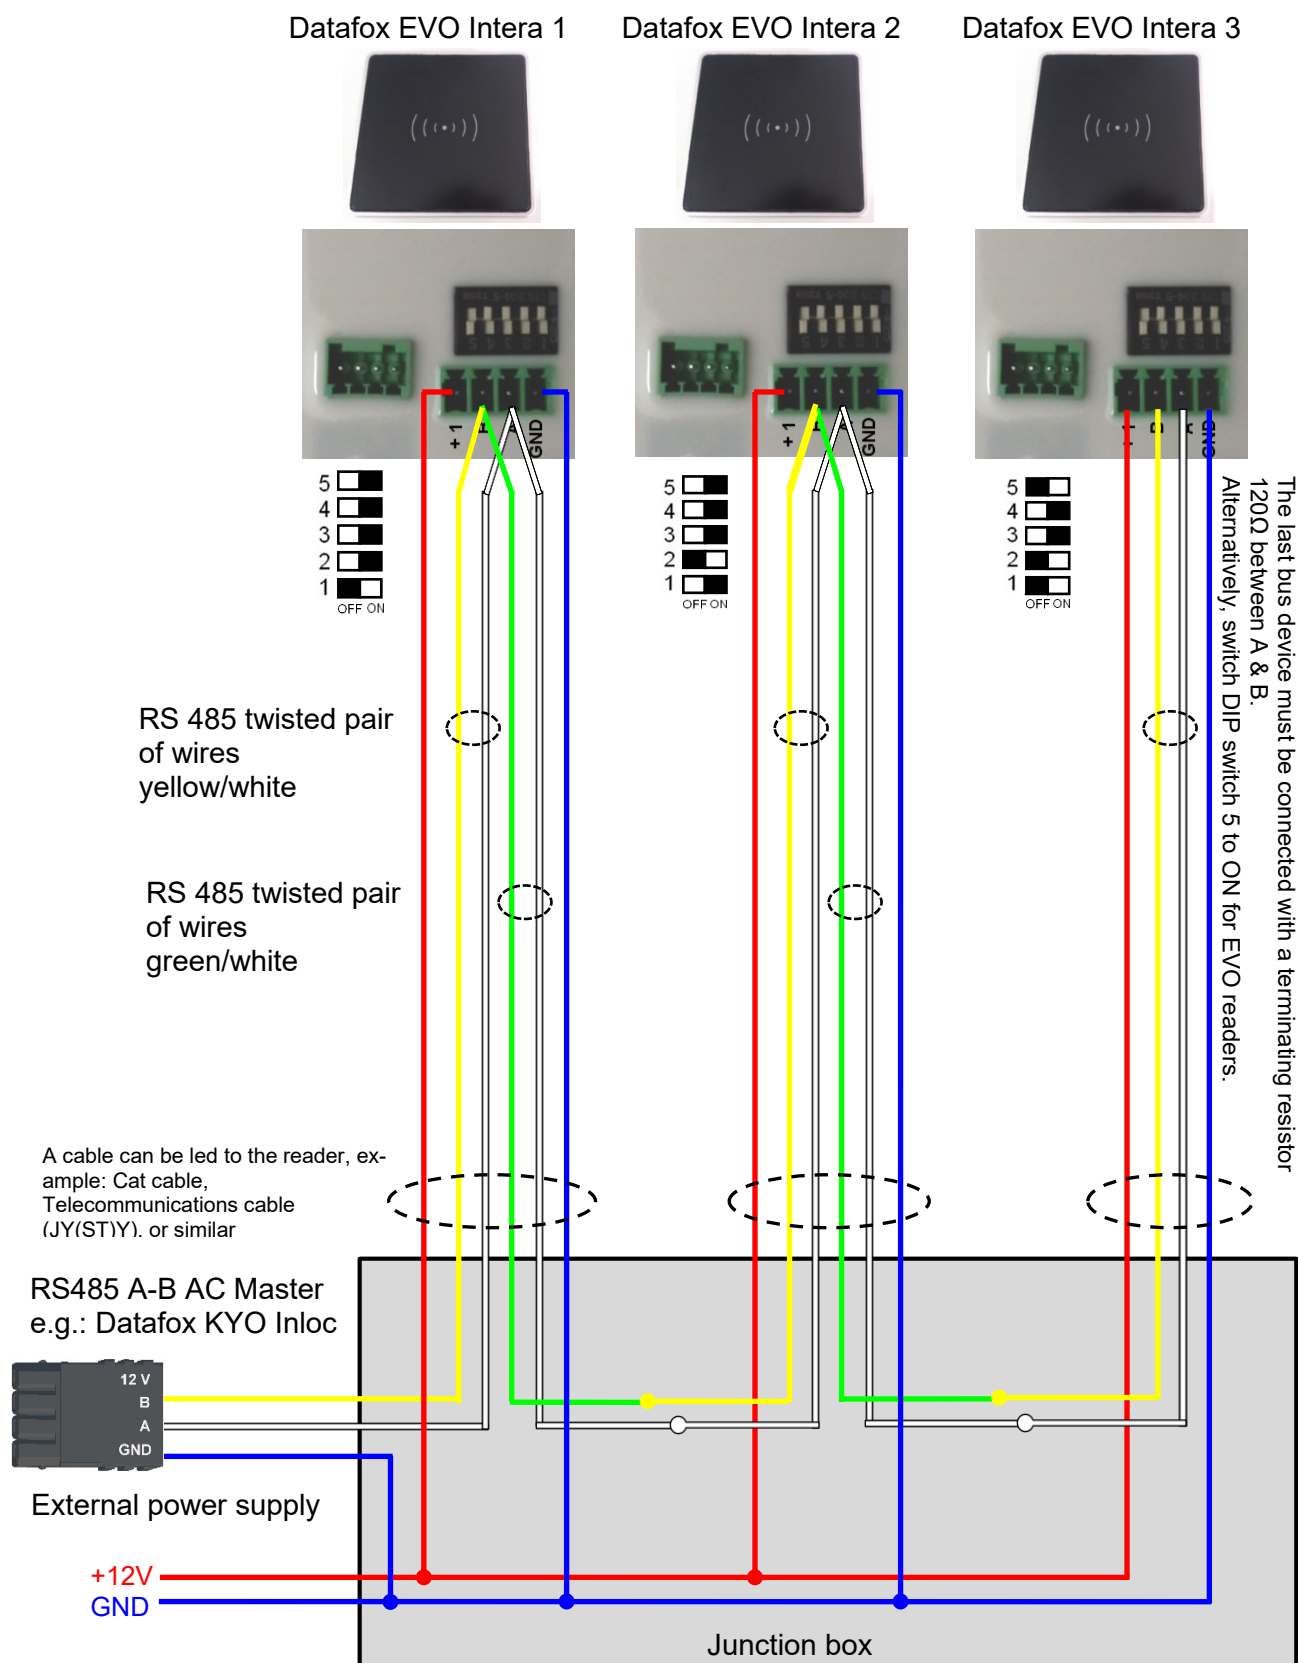 Datafox EVO Intera 1
Datafox EVO Intera 2
Datafox EVO Intera 3
+ 1
GND
+ 1
GND
GND
5
4
3
2
1
OFF ON
5
4
3
2
1
OFF ON
5
4
3
2
1
OFF ON
The last bus device must be connected with a terminating resistor
120Ω between A & B.
Alternatively, switch DIP switch 5 to ON for EVO readers.
RS 485 twisted pair
of wires
yellow/white
RS 485 twisted pair
of wires
green/white
A cable can be led to the reader, ex-
ample: Cat cable,
Telecommunications cable
(JY(ST)Y), or similar
RS485 A-B AC Master
e.g.: Datafox KYO Inloc
12 V
B
A
GND
External power supply
+12V
GND
Junction box